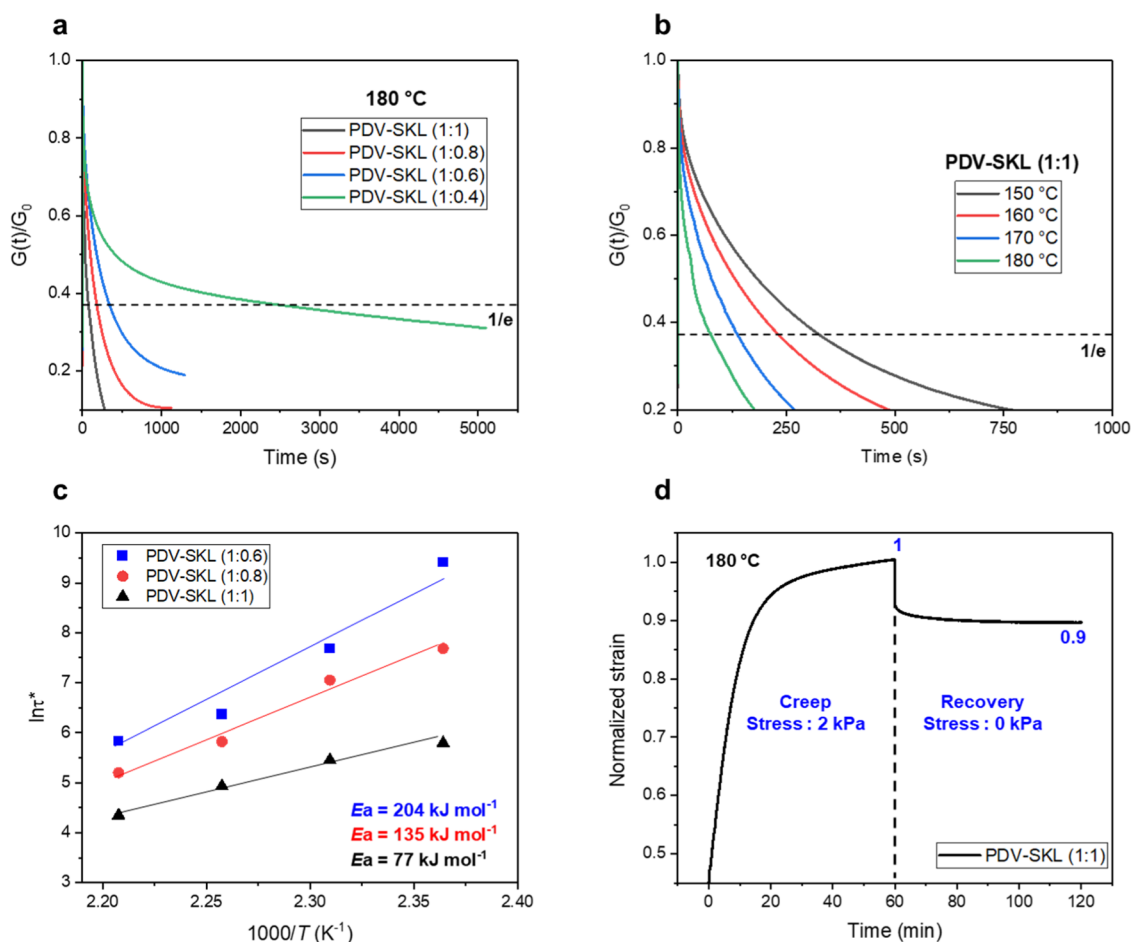 a
1.0
0.8
0.6
0.4
0.2
G(t)/G₀
180 °C
PDV-SKL (1:1)
PDV-SKL (1:0.8)
PDV-SKL (1:0.6)
PDV-SKL (1:0.4)
1/e
0 1000 2000 3000 4000 5000
Time (s)
b
1.0
0.8
0.6
0.4
0.2
G(t)/G₀
PDV-SKL (1:1)
150 °C
160 °C
170 °C
180 °C
1/e
0 250 500 750 1000
Time (s)
c
10
9
8
7
6
5
4
3
lnτ*
PDV-SKL (1:0.6)
PDV-SKL (1:0.8)
PDV-SKL (1:1)
Ea = 204 kJ mol⁻¹
Ea = 135 kJ mol⁻¹
Ea = 77 kJ mol⁻¹
2.20 2.25 2.30 2.35 2.40
1000/T (K⁻¹)
d
1.0
0.9
0.8
0.7
0.6
0.5
Normalized strain
180 °C
1
0.9
Creep
Stress : 2 kPa
Recovery
Stress : 0 kPa
PDV-SKL (1:1)
0 20 40 60 80 100 120
Time (min)